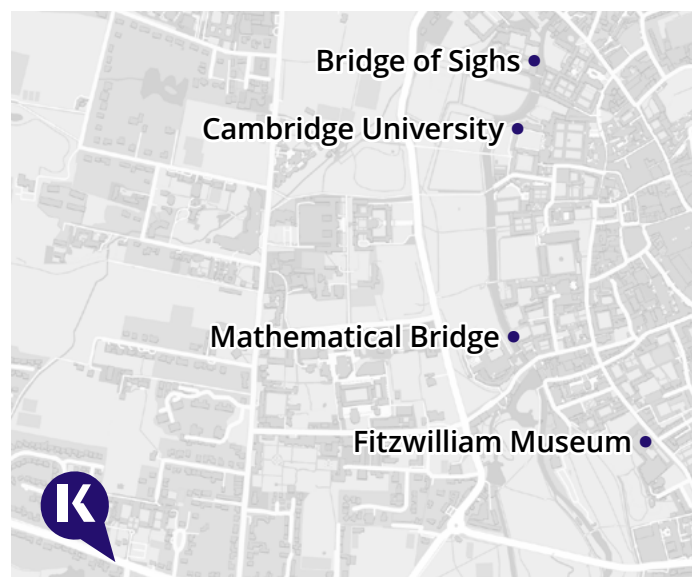 Bridge of Sighs
Cambridge University
Mathematical Bridge
Fitzwilliam Museum
K